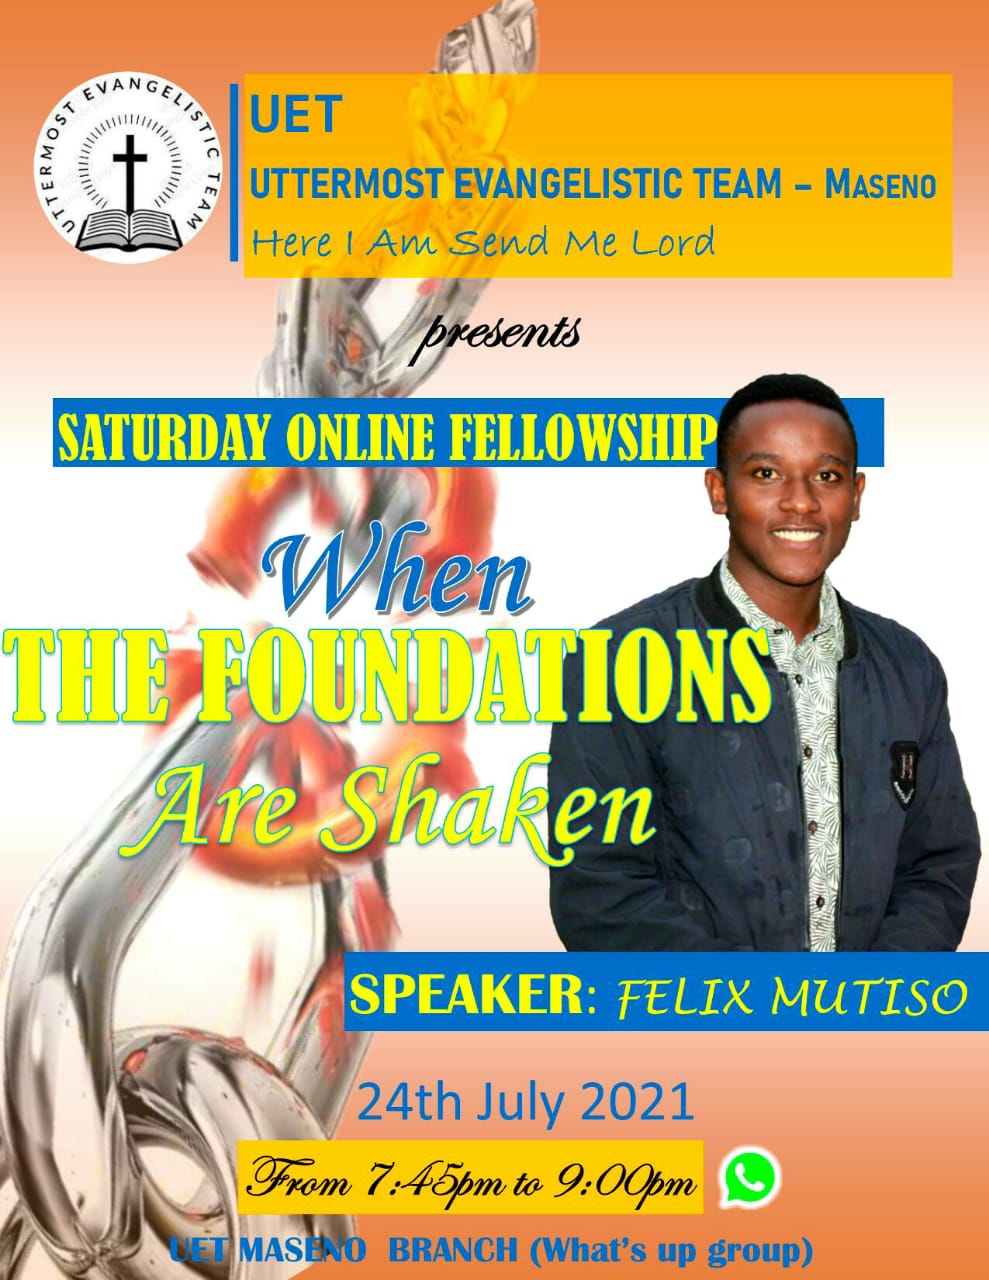 UTTERMOST EVANGELISTIC TEAM
UET
UTTERMOST EVANGELISTIC TEAM – MASENO
Here I Am Send Me Lord
presents
SATURDAY ONLINE FELLOWSHIP
When
THE FOUNDATIONS
Are Shaken
SPEAKER: FELIX MUTISO
24th July 2021
From 7:45pm to 9:00pm
UET MASENO BRANCH (What's up group)